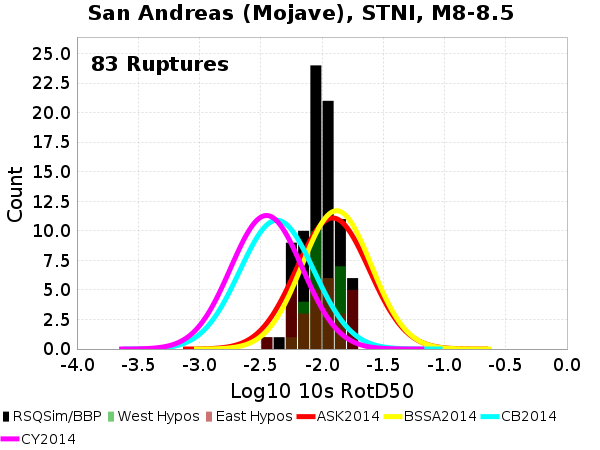 San Andreas (Mojave), STNI, M8-8.5
83 Ruptures
Count
25.0
22.5
20.0
17.5
15.0
12.5
10.0
7.5
5.0
2.5
0.0
-4.0 -3.5 -3.0 -2.5 -2.0 -1.5 -1.0 -0.5 0.0
Log10 10s RotD50
RSQSim/BBP West Hypos East Hypos ASK2014 BSSA2014 CB2014
CY2014